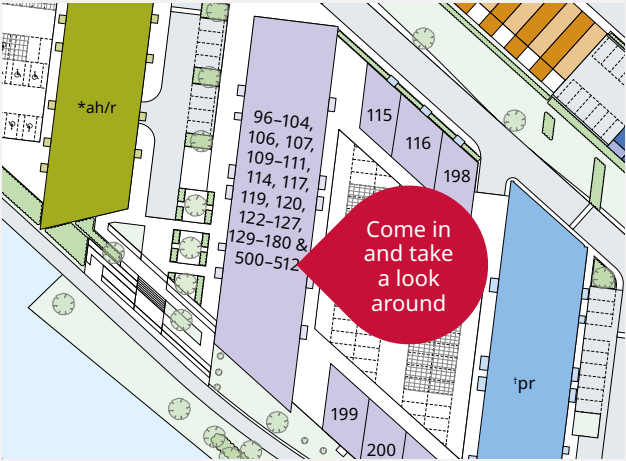 *ah/r
96–104,
106, 107,
109–111,
114, 117,
119, 120,
122–127,
129–180 &
500–512
115
116
198
Come in
and take
a look
around
†pr
199
200